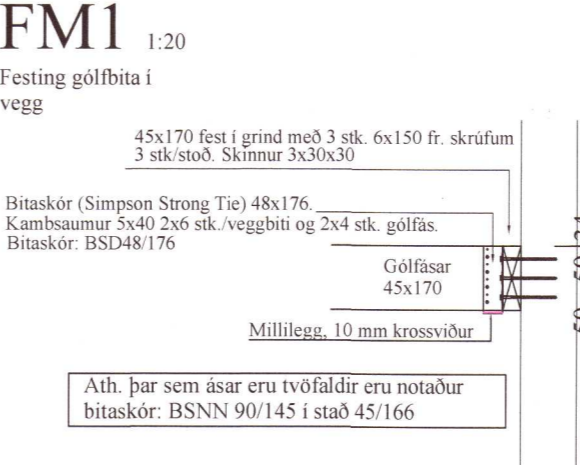 FM1 1:20
Festing gólfbita í
vegg
45x170 fest í grind með 3 stk. 6x150 fr. skrúfum
3 stk/stoð. Skinnur 3x30x30
Bitaskór (Simpson Strong Tie) 48x176.
Kambsaumur 5x40 2x6 stk./veggbiti og 2x4 stk. gólfás.
Bitaskór: BSD48/176
Gólfásar
45x170
Millilegg, 10 mm krossviður
Ath. þar sem ásar eru tvöfaldir eru notaður
bitaskór: BSNN 90/145 í stað 45/166
50